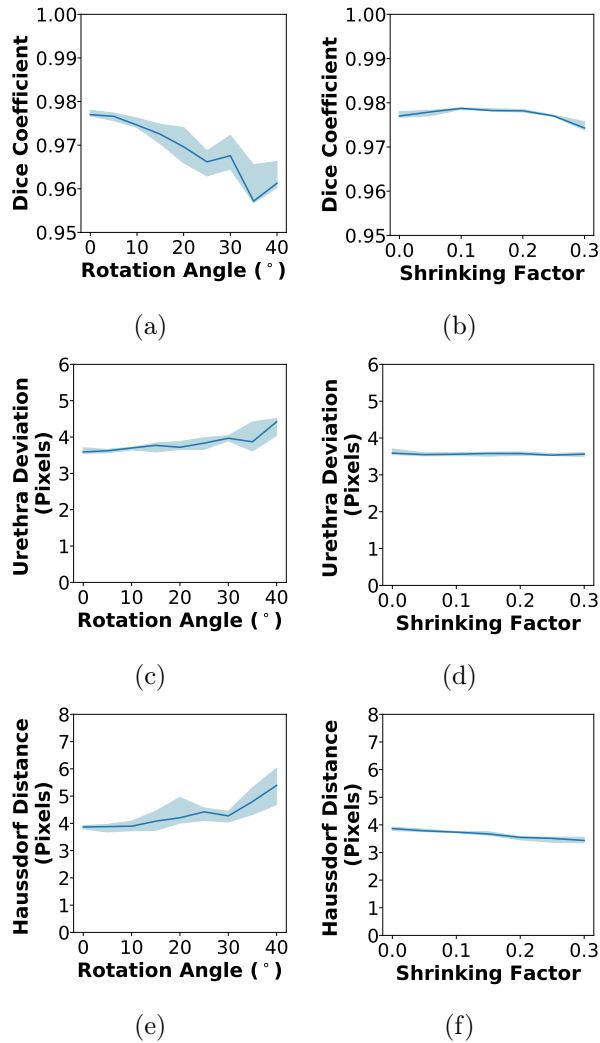 1.00
0.99
0.98
0.97
0.96
0.95
Dice Coefficient
0 10 20 30 40
Rotation Angle (°)
(a)
1.00
0.99
0.98
0.97
0.96
0.95
Dice Coefficient
0.0 0.1 0.2 0.3
Shrinking Factor
(b)
6
5
4
3
2
1
0
Urethra Deviation
(Pixels)
0 10 20 30 40
Rotation Angle (°)
(c)
6
5
4
3
2
1
0
Urethra Deviation
(Pixels)
0.0 0.1 0.2 0.3
Shrinking Factor
(d)
8
7
6
5
4
3
2
1
0
Haussdorf Distance
(Pixels)
0 10 20 30 40
Rotation Angle (°)
(e)
8
7
6
5
4
3
2
1
0
Haussdorf Distance
(Pixels)
0.0 0.1 0.2 0.3
Shrinking Factor
(f)